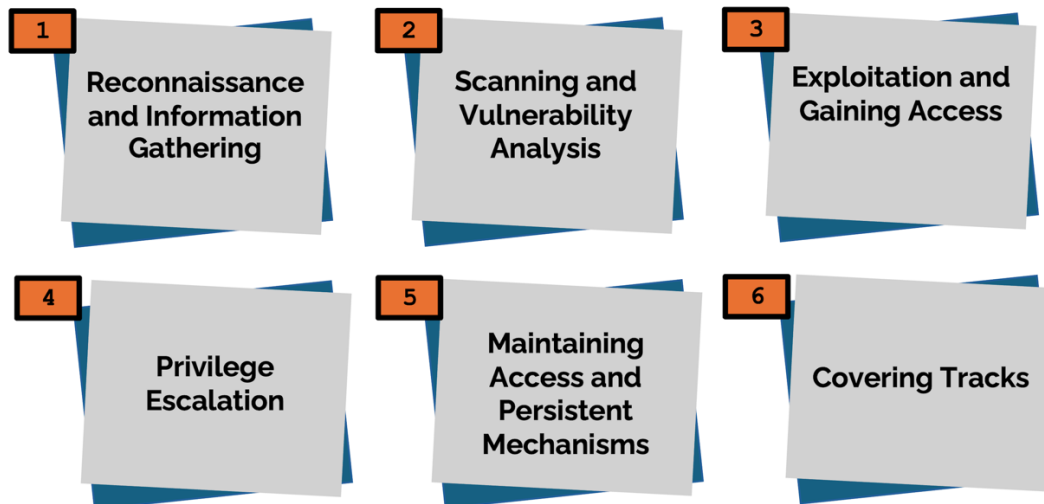 1
Reconnaissance
and Information
Gathering
2
Scanning and
Vulnerability
Analysis
3
Exploitation and
Gaining Access
4
Privilege
Escalation
5
Maintaining
Access and
Persistent
Mechanisms
6
Covering Tracks